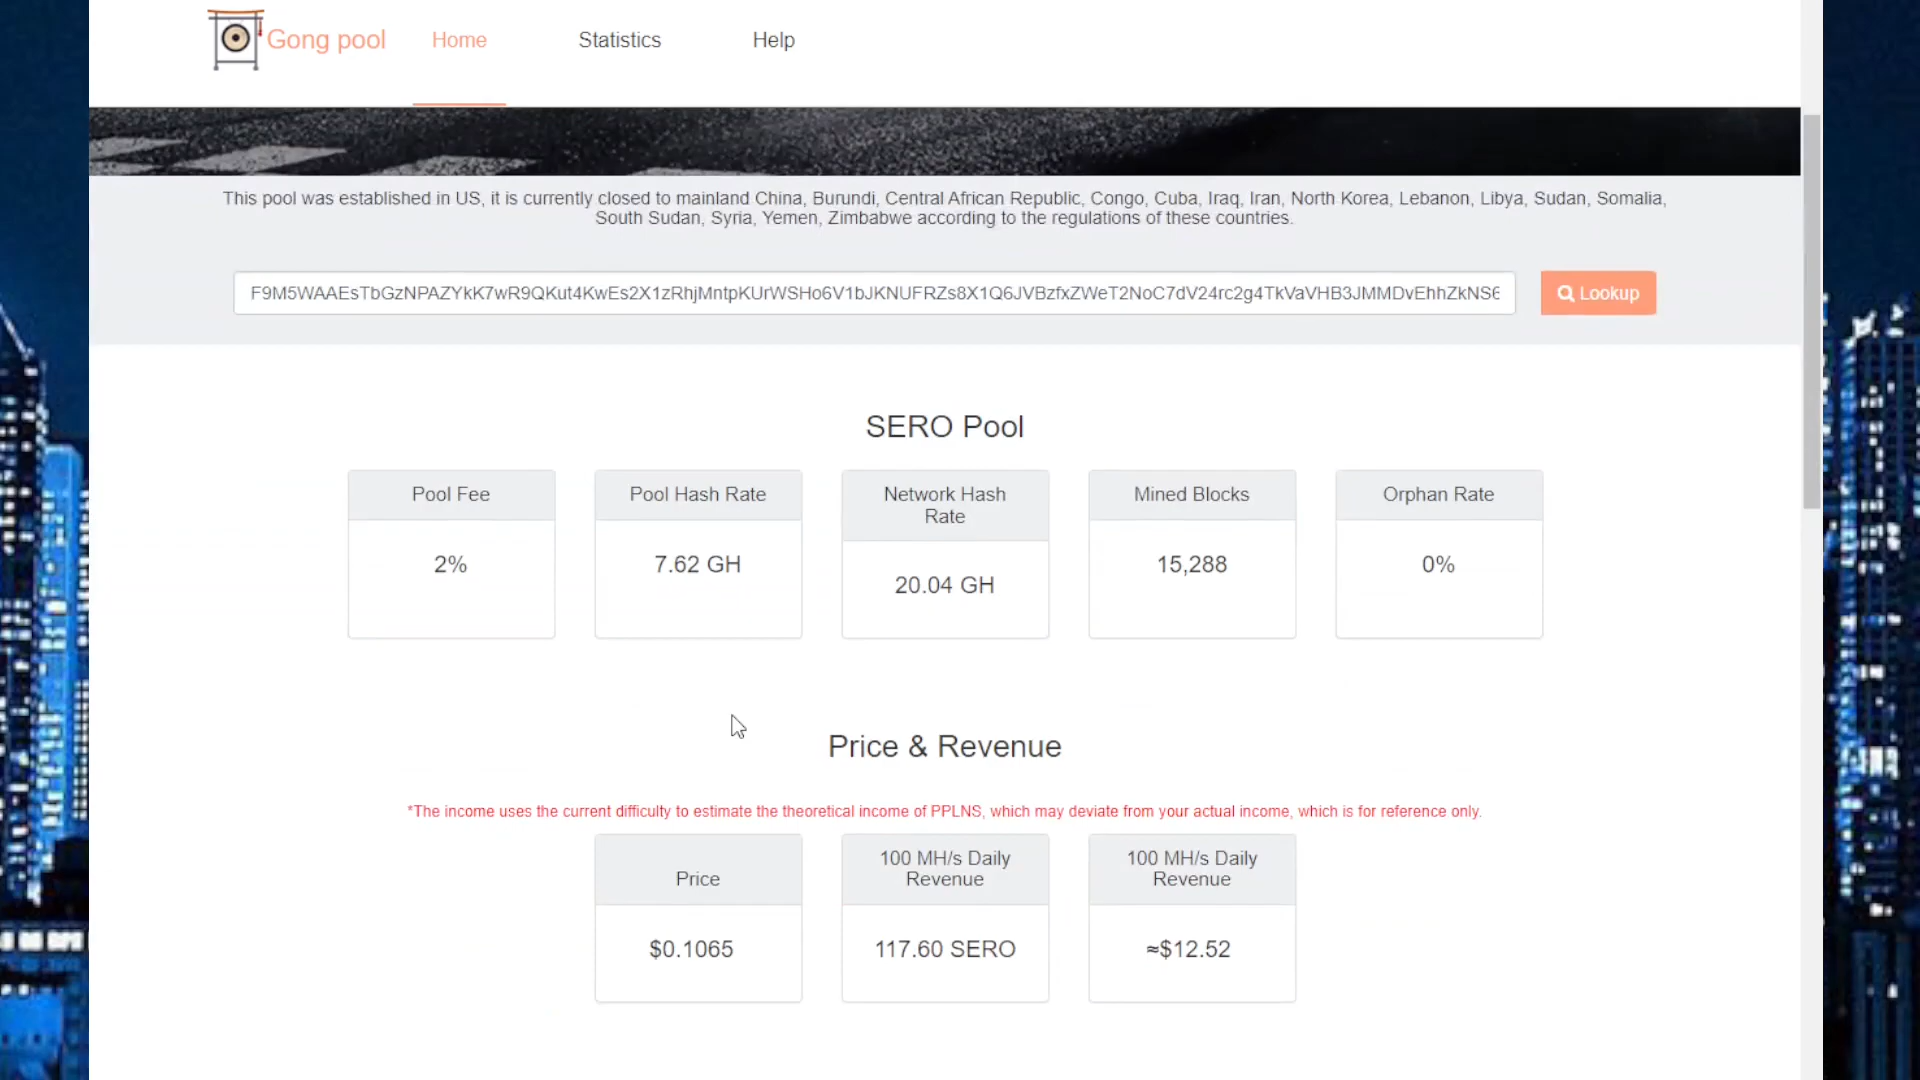 Gong pool
Home
Statistics
Help
This pool was established in US, it is currently closed to mainland China, Burundi, Central African Republic, Congo, Cuba, Iraq, Iran, North Korea, Lebanon, Libya, Sudan, Somalia,
South Sudan, Syria, Yemen, Zimbabwe according to the regulations of these countries.
F9M5WAAEsTbGzNPAZYkK7wR9QKut4KwEs2X1zRhjMntpKUrWSHo6V1bJKNUFRZs8X1Q6JVBzfxZWeT2NoC7dV24rc2g4TkVaVHB3JMMDvEhhZkNS6
Lookup
SERO Pool
Pool Fee
2%
Pool Hash Rate
7.62 GH
Network Hash
Rate
20.04 GH
Mined Blocks
15,288
Orphan Rate
0%
Price & Revenue
*The income uses the current difficulty to estimate the theoretical income of PPLNS, which may deviate from your actual income, which is for reference only.
Price
$0.1065
100 MH/s Daily
Revenue
117.60 SERO
100 MH/s Daily
Revenue
≈$12.52